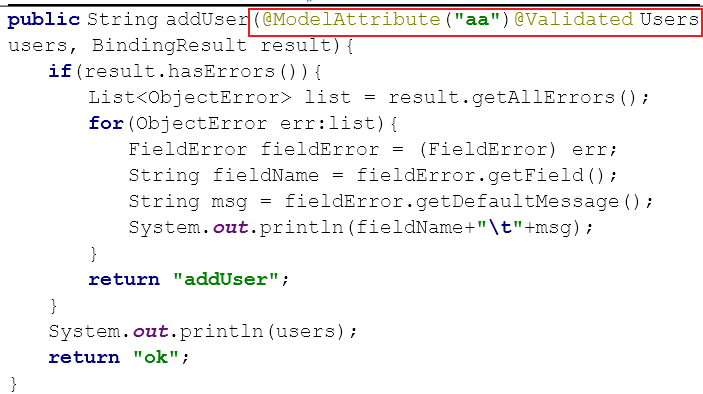 public String addUser(@ModelAttribute("aa")@Validated Users
users, BindingResult result){
if(result.hasErrors()){
List<ObjectError> list = result.getAllErrors();
for(ObjectError err:list){
FieldError fieldError = (FieldError) err;
String fieldName = fieldError.getField();
String msg = fieldError.getDefaultMessage();
System.out.println(fieldName+"\t"+msg);
}
return "addUser";
}
System.out.println(users);
return "ok";
}